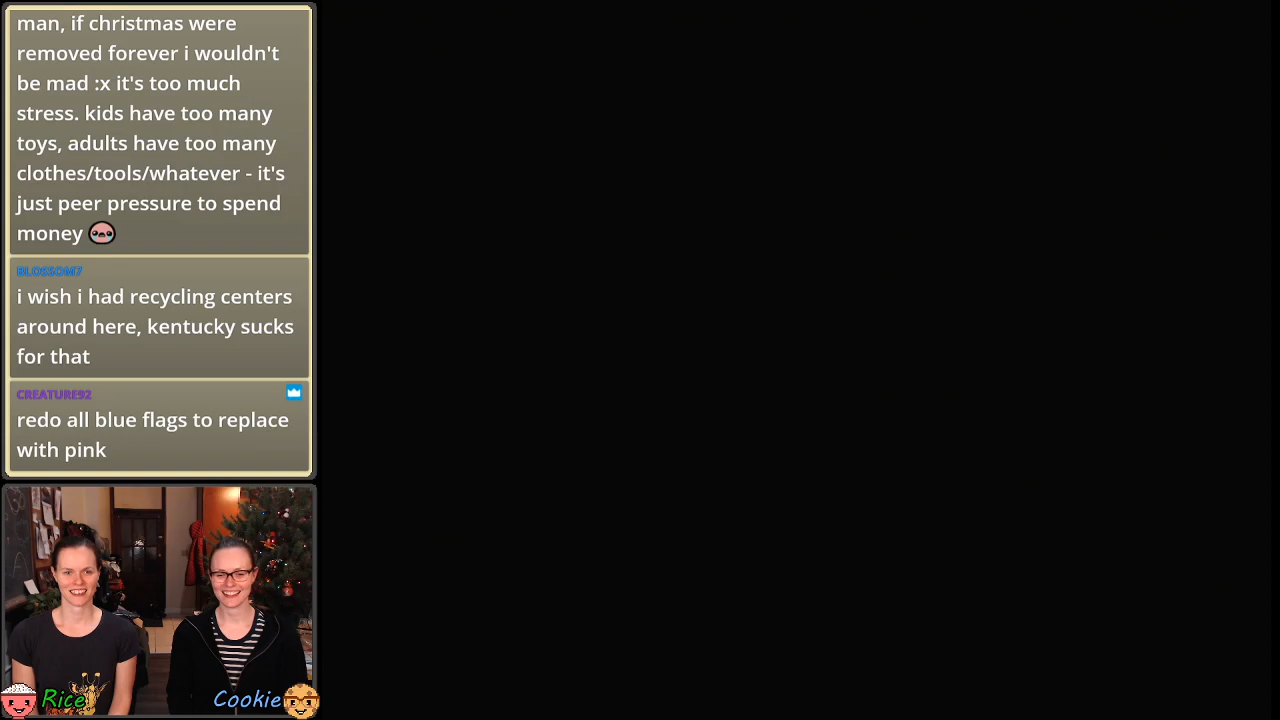 man, if christmas were
removed forever i wouldn't
be mad :x it's too much
stress. kids have too many
toys, adults have too many
clothes/tools/whatever - it's
just peer pressure to spend
money
BLOSSOM7
i wish i had recycling centers
around here, kentucky sucks
for that
CREATURE92
redo all blue flags to replace
with pink
Rice
Cookie